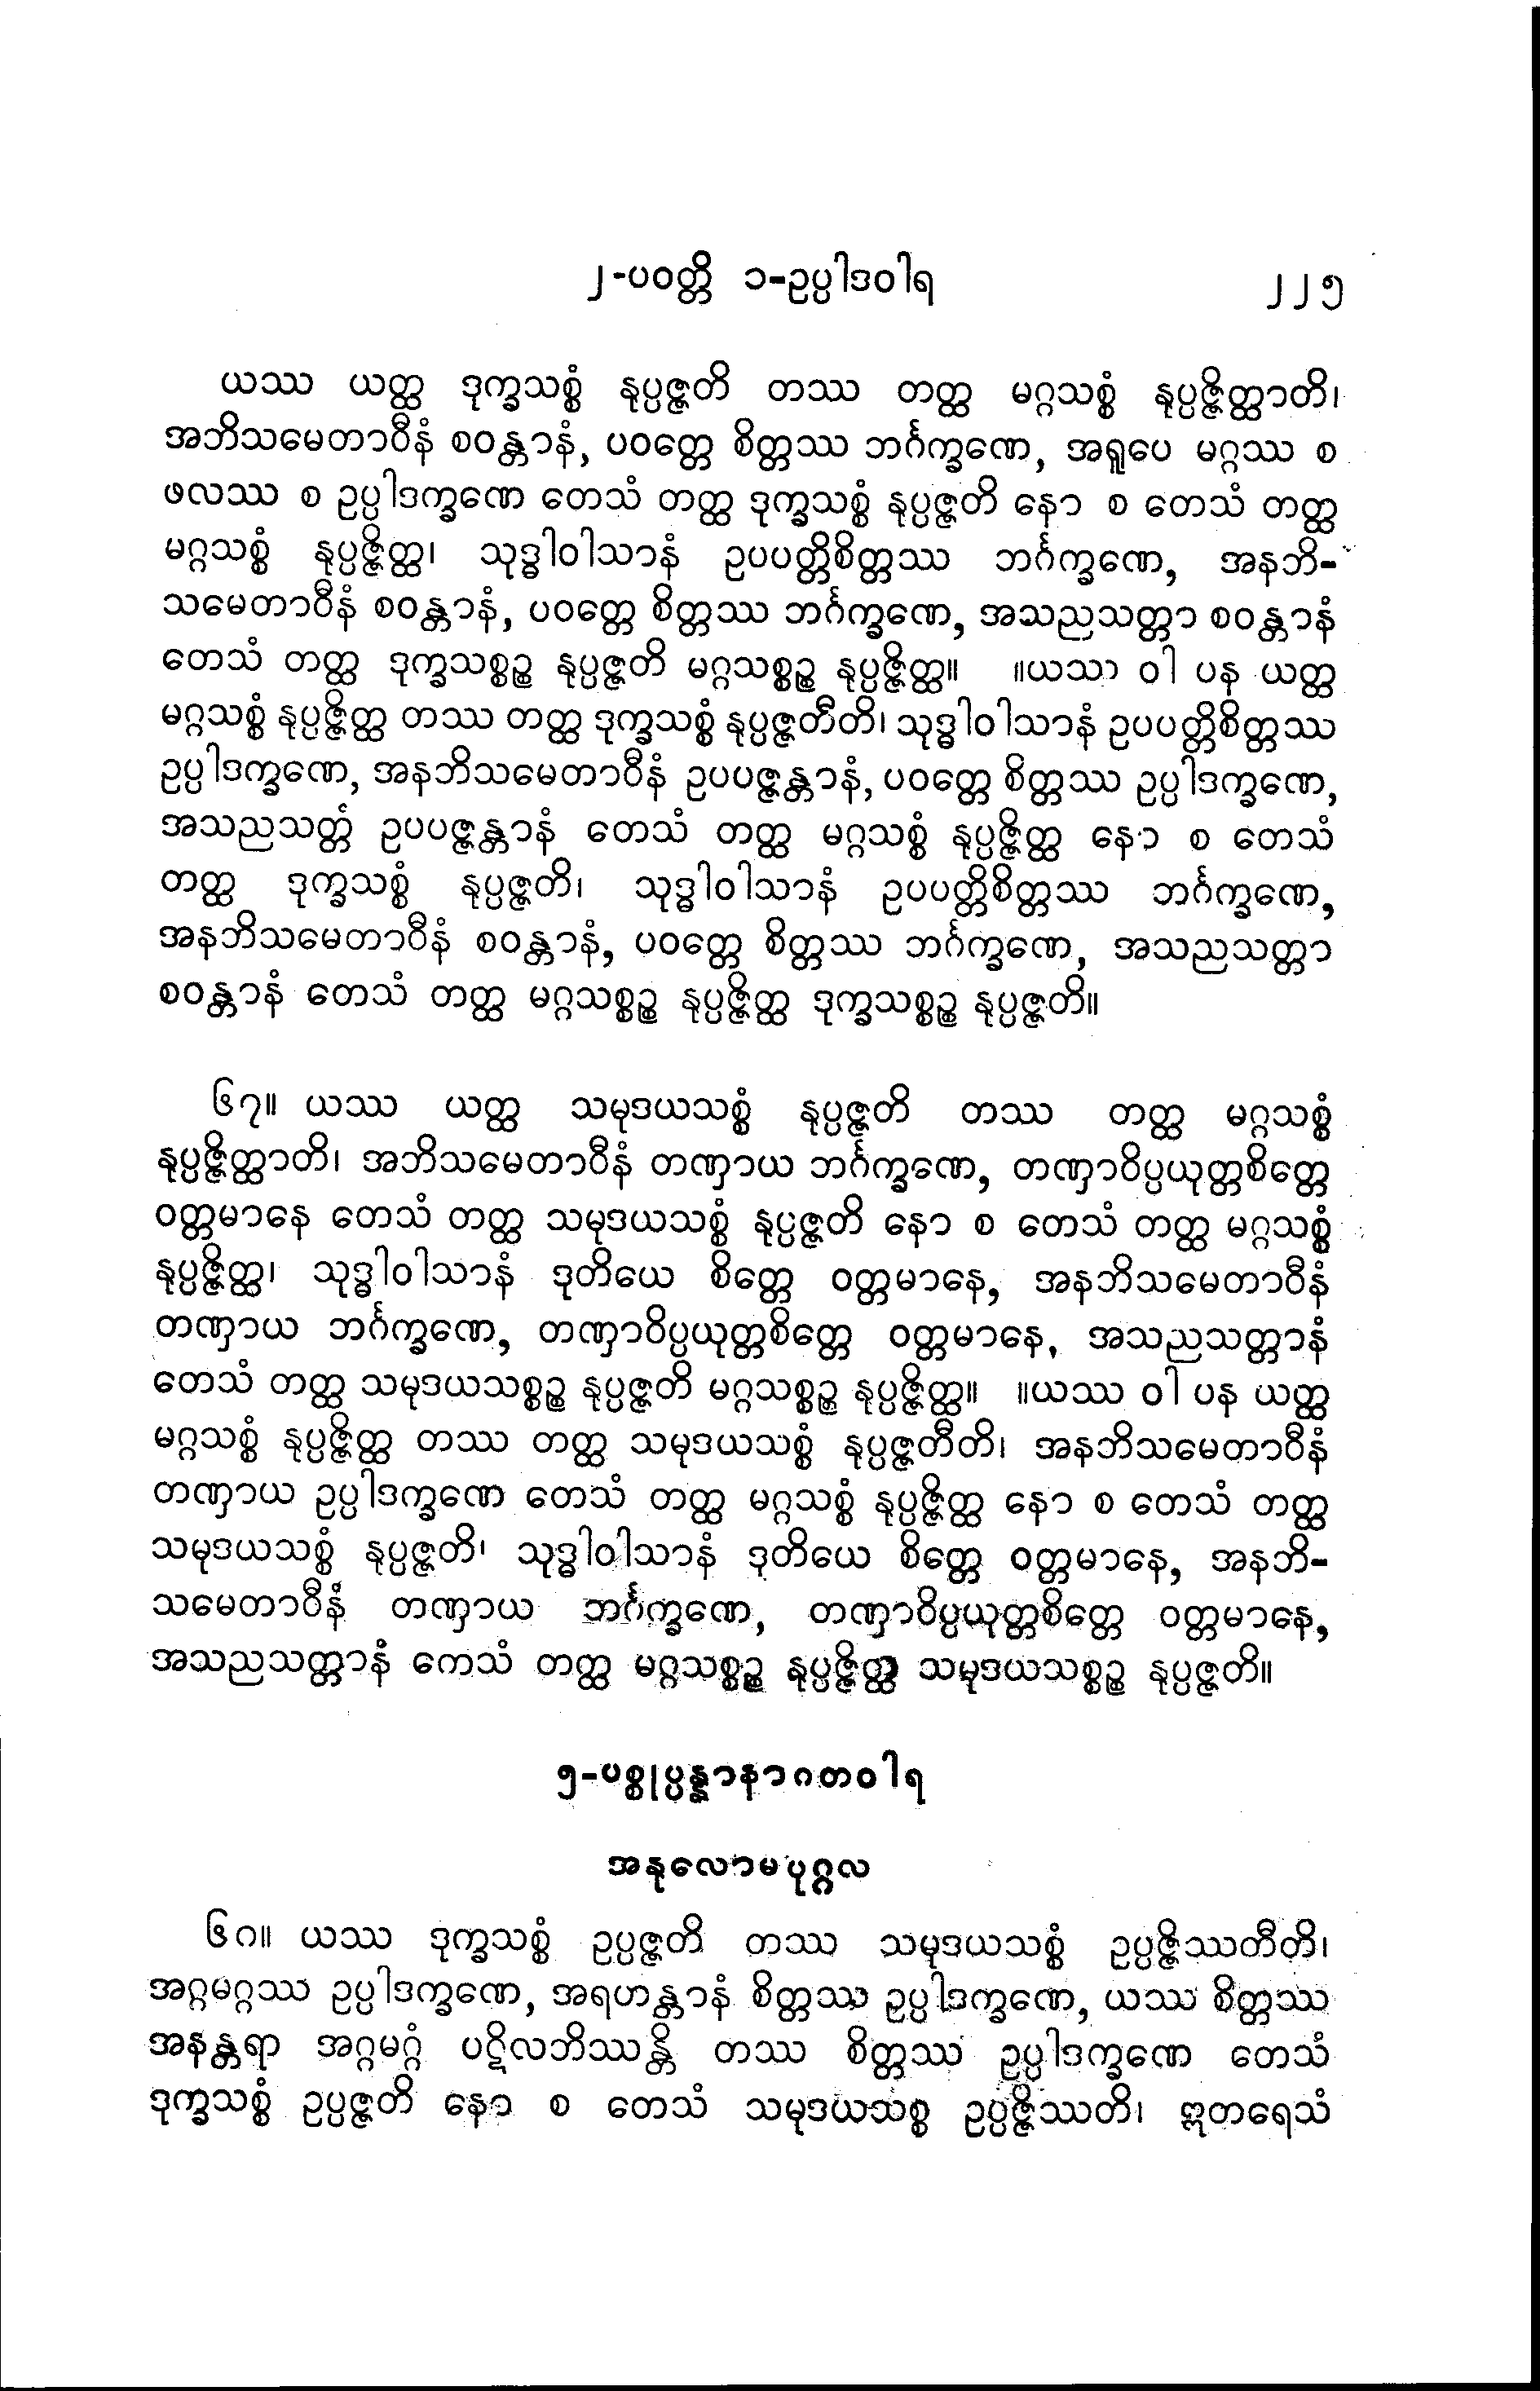 ၂-ပဝတ္တိ ၁-ဥပ္ပါဒဝါရ ၂၂၅
ယဿ ယတ္ထ ဒုက္ခသစ္စံ နုပ္ပဇ္ဇတိ တဿ တတ္ထ မဂ္ဂသစ္စံ နုပ္ပဇ္ဇိတ္ထာတိ၊
အဘိသမေတာဝီနံ စဝန္တာနံ, ပဝတ္တေ စိတ္တဿ ဘင်္ဂက္ခဏေ, အရူပေ မဂ္ဂဿ စ
ဖလဿ စ ဥပ္ပါဒက္ခဏေ တေသံ တတ္ထ ဒုက္ခသစ္စံ နုပ္ပဇ္ဇတိ နော စ တေသံ တတ္ထ
မဂ္ဂသစ္စံ နုပ္ပဇ္ဇိတ္ထ၊ သုဒ္ဓါဝါသာနံ ဥပပတ္တိစိတ္တဿ ဘင်္ဂက္ခဏေ, အနဘိ-
သမေတာဝီနံ စဝန္တာနံ, ပဝတ္တေ စိတ္တဿ ဘင်္ဂက္ခဏေ, အသညသတ္တာ စဝန္တာနံ
တေသံ တတ္ထ ဒုက္ခသစ္စဉ္စ နုပ္ပဇ္ဇတိ မဂ္ဂသစ္စဉ္စ နုပ္ပဇ္ဇိတ္ထ။ ။ယဿ ဝါ ပန ယတ္ထ
မဂ္ဂသစ္စံ နုပ္ပဇ္ဇိတ္ထ တဿ တတ္ထ ဒုက္ခသစ္စံ နုပ္ပဇ္ဇတီတိ၊ သုဒ္ဓါဝါသာနံ ဥပပတ္တိစိတ္တဿ
ဥပ္ပါဒက္ခဏေ, အနဘိသမေတာဝီနံ ဥပပဇ္ဇန္တာနံ, ပဝတ္တေ စိတ္တဿ ဥပ္ပါဒက္ခဏေ,
အသညသတ္တံ ဥပပဇ္ဇန္တာနံ တေသံ တတ္ထ မဂ္ဂသစ္စံ နုပ္ပဇ္ဇိတ္ထ နော စ တေသံ
တတ္ထ ဒုက္ခသစ္စံ နုပ္ပဇ္ဇတိ၊ သုဒ္ဓါဝါသာနံ ဥပပတ္တိစိတ္တဿ ဘင်္ဂက္ခဏေ,
အနဘိသမေတာဝီနံ စဝန္တာနံ, ပဝတ္တေ စိတ္တဿ ဘင်္ဂက္ခဏေ, အသညသတ္တာ
စဝန္တာနံ တေသံ တတ္ထ မဂ္ဂသစ္စဉ္စ နုပ္ပဇ္ဇိတ္ထ ဒုက္ခသစ္စဉ္စ နုပ္ပဇ္ဇတိ။
၆၇။ ယဿ ယတ္ထ သမုဒယသစ္စံ နုပ္ပဇ္ဇတိ တဿ တတ္ထ မဂ္ဂသစ္စံ
နုပ္ပဇ္ဇိတ္ထာတိ၊ အဘိသမေတာဝီနံ တဏှာယ ဘင်္ဂက္ခဏေ, တဏှာဝိပ္ပယုတ္တစိတ္တေ
ဝတ္တမာနေ တေသံ တတ္ထ သမုဒယသစ္စံ နုပ္ပဇ္ဇတိ နော စ တေသံ တတ္ထ မဂ္ဂသစ္စံ
နုပ္ပဇ္ဇိတ္ထ၊ သုဒ္ဓါဝါသာနံ ဒုတိယေ စိတ္တေ ဝတ္တမာနေ, အနဘိသမေတာဝီနံ
တဏှာယ ဘင်္ဂက္ခဏေ, တဏှာဝိပ္ပယုတ္တစိတ္တေ ဝတ္တမာနေ, အသညသတ္တာနံ
တေသံ တတ္ထ သမုဒယသစ္စဉ္စ နုပ္ပဇ္ဇတိ မဂ္ဂသစ္စဉ္စ နုပ္ပဇ္ဇိတ္ထ။ ။ယဿ ဝါ ပန ယတ္ထ
မဂ္ဂသစ္စံ နုပ္ပဇ္ဇိတ္ထ တဿ တတ္ထ သမုဒယသစ္စံ နုပ္ပဇ္ဇတီတိ၊ အနဘိသမေတာဝီနံ
တဏှာယ ဥပ္ပါဒက္ခဏေ တေသံ တတ္ထ မဂ္ဂသစ္စံ နုပ္ပဇ္ဇိတ္ထ နော စ တေသံ တတ္ထ
သမုဒယသစ္စံ နုပ္ပဇ္ဇတိ၊ သုဒ္ဓါဝါသာနံ ဒုတိယေ စိတ္တေ ဝတ္တမာနေ, အနဘိ-
သမေတာဝီနံ တဏှာယ ဘင်္ဂက္ခဏေ, တဏှာဝိပ္ပယုတ္တစိတ္တေ ဝတ္တမာနေ,
အသညသတ္တာနံ ကေသံ တတ္ထ မဂ္ဂသစ္စဉ္စ နုပ္ပဇ္ဇိတ္ထ သမုဒယသစ္စဉ္စ နုပ္ပဇ္ဇတိ။
၅-ပစ္စုပ္ပန္နာနာဂတဝါရ
အနုလောမပုဂ္ဂလ
၆ဂ။ ယဿ ဒုက္ခသစ္စံ ဥပ္ပဇ္ဇတိ တဿ သမုဒယသစ္စံ ဥပ္ပဇ္ဇိဿတီတိ၊
အဂ္ဂမဂ္ဂဿ ဥပ္ပါဒက္ခဏေ, အရဟန္တာနံ စိတ္တဿ ဥပ္ပါဒက္ခဏေ, ယဿ စိတ္တဿ
အနန္တရာ အဂ္ဂမဂ္ဂံ ပဋိလဘိဿန္တိ တဿ စိတ္တဿ ဥပ္ပါဒက္ခဏေ တေသံ
ဒုက္ခသစ္စံ ဥပ္ပဇ္ဇတိ နော စ တေသံ သမုဒယသစ္စ ဥပ္ပဇ္ဇိဿတိ၊ ဣတရေသံ